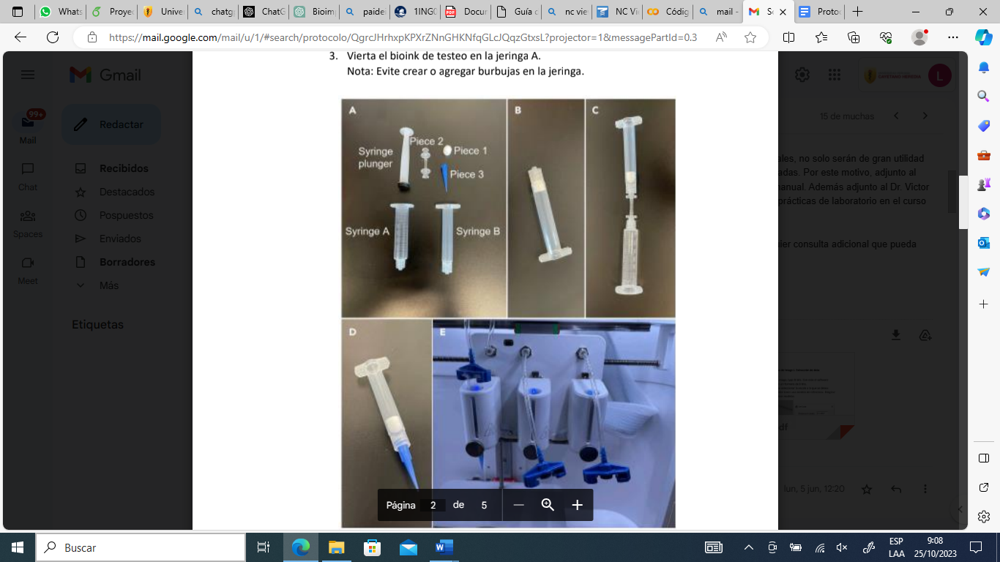 Whats
Proye
Unive
chatg
ChatG
Bioim
paide
1ING
Docur
Guía c
nc vie
NC Vi
Códig
mail -
Sc
Protoc
https://mail.google.com/mail/u/1/#search/protocolo/QgrcJHrhxpKPXrZNnGHKNfqGLcJQqzGtxsL?projector=1&messagePartId=0.3
Gmail
99+
Mail
Chat
Spaces
Meet
Redactar
Recibidos
Destacados
Pospuestos
Enviados
Borradores
Más
Etiquetas
3. Vierta el bioink de testeo en la jeringa A.
Nota: Evite crear o agregar burbujas en la jeringa.
A
Syringe plunger
Piece 2
Piece 1
Piece 3
Syringe A
Syringe B
B
C
D
E
Página 2 de 5
L
15 de muchas
ales, no solo serán de gran utilidad
adas. Por este motivo, adjunto al
manual. Además adjunto al Dr. Victor
prácticas de laboratorio en el curso
uier consulta adicional que pueda
df
lun, 5 jun, 12:20
Buscar
ESP
LAA
9:08
25/10/2023